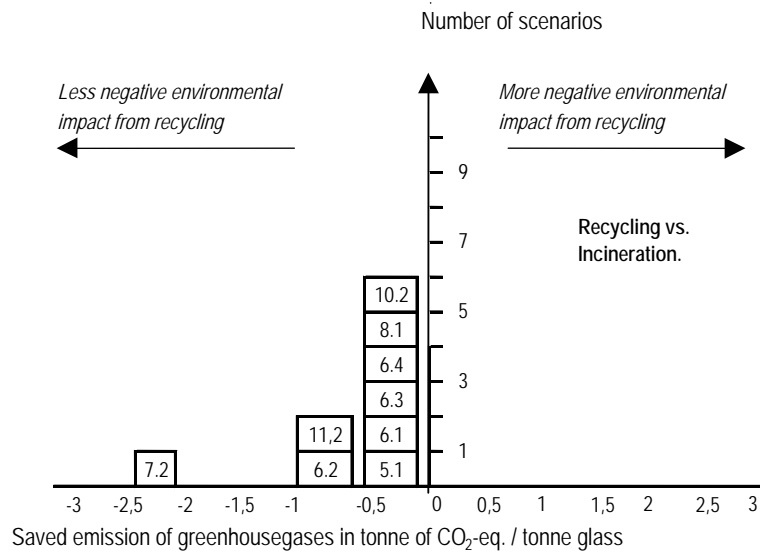 Number of scenarios
Less negative environmental
impact from recycling
More negative environmental
impact from recycling
9
Recycling vs.
Incineration.
7
10.2
5
8.1
6.4
3
6.3
11,2
6.1
1
7.2
6.2
5.1
-3 -2,5 -2 -1,5 -1 -0,5 0 0,5 1 1,5 2 2,5 3
Saved emission of greenhousegases in tonne of CO₂-eq. / tonne glass